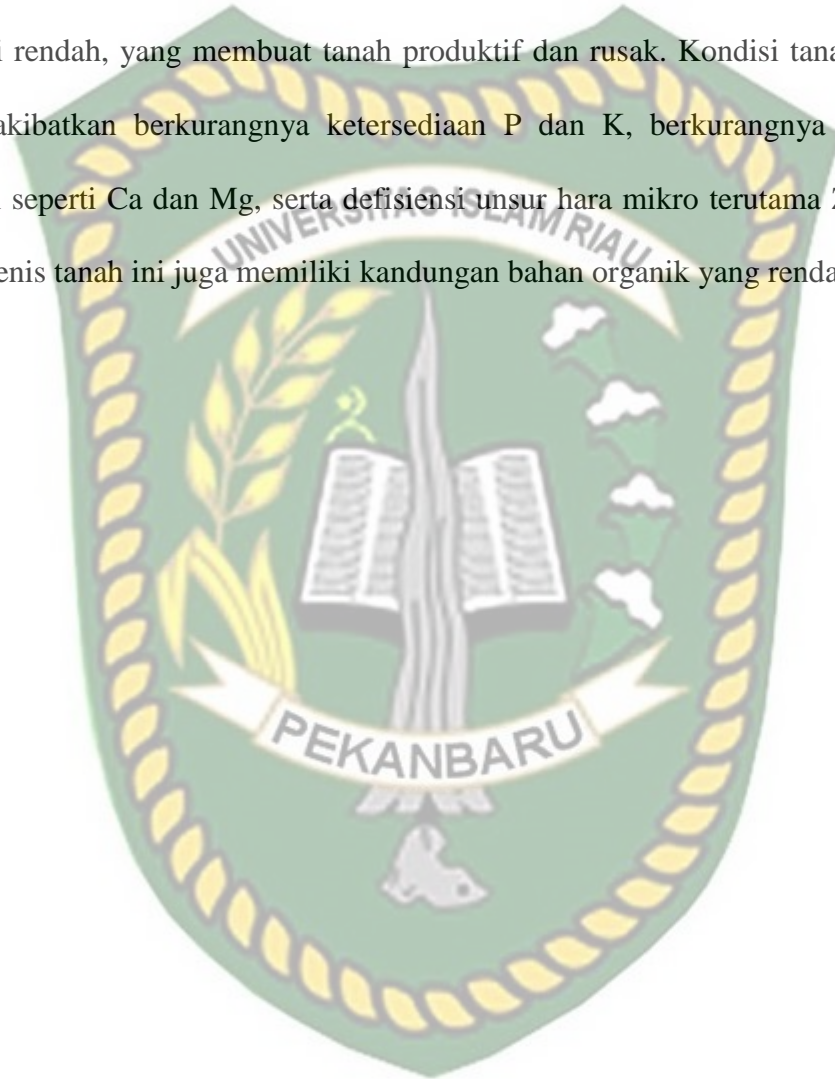 i rendah, yang membuat tanah produktif dan rusak. Kondisi tana
akibatkan berkurangnya ketersediaan P dan K, berkurangnya
seperti Ca dan Mg, serta defisiensi unsur hara mikro terutama
enis tanah ini juga memiliki kandungan bahan organik yang renda
UNIVERSITAS ISLAM RIAU
PEKANBARU